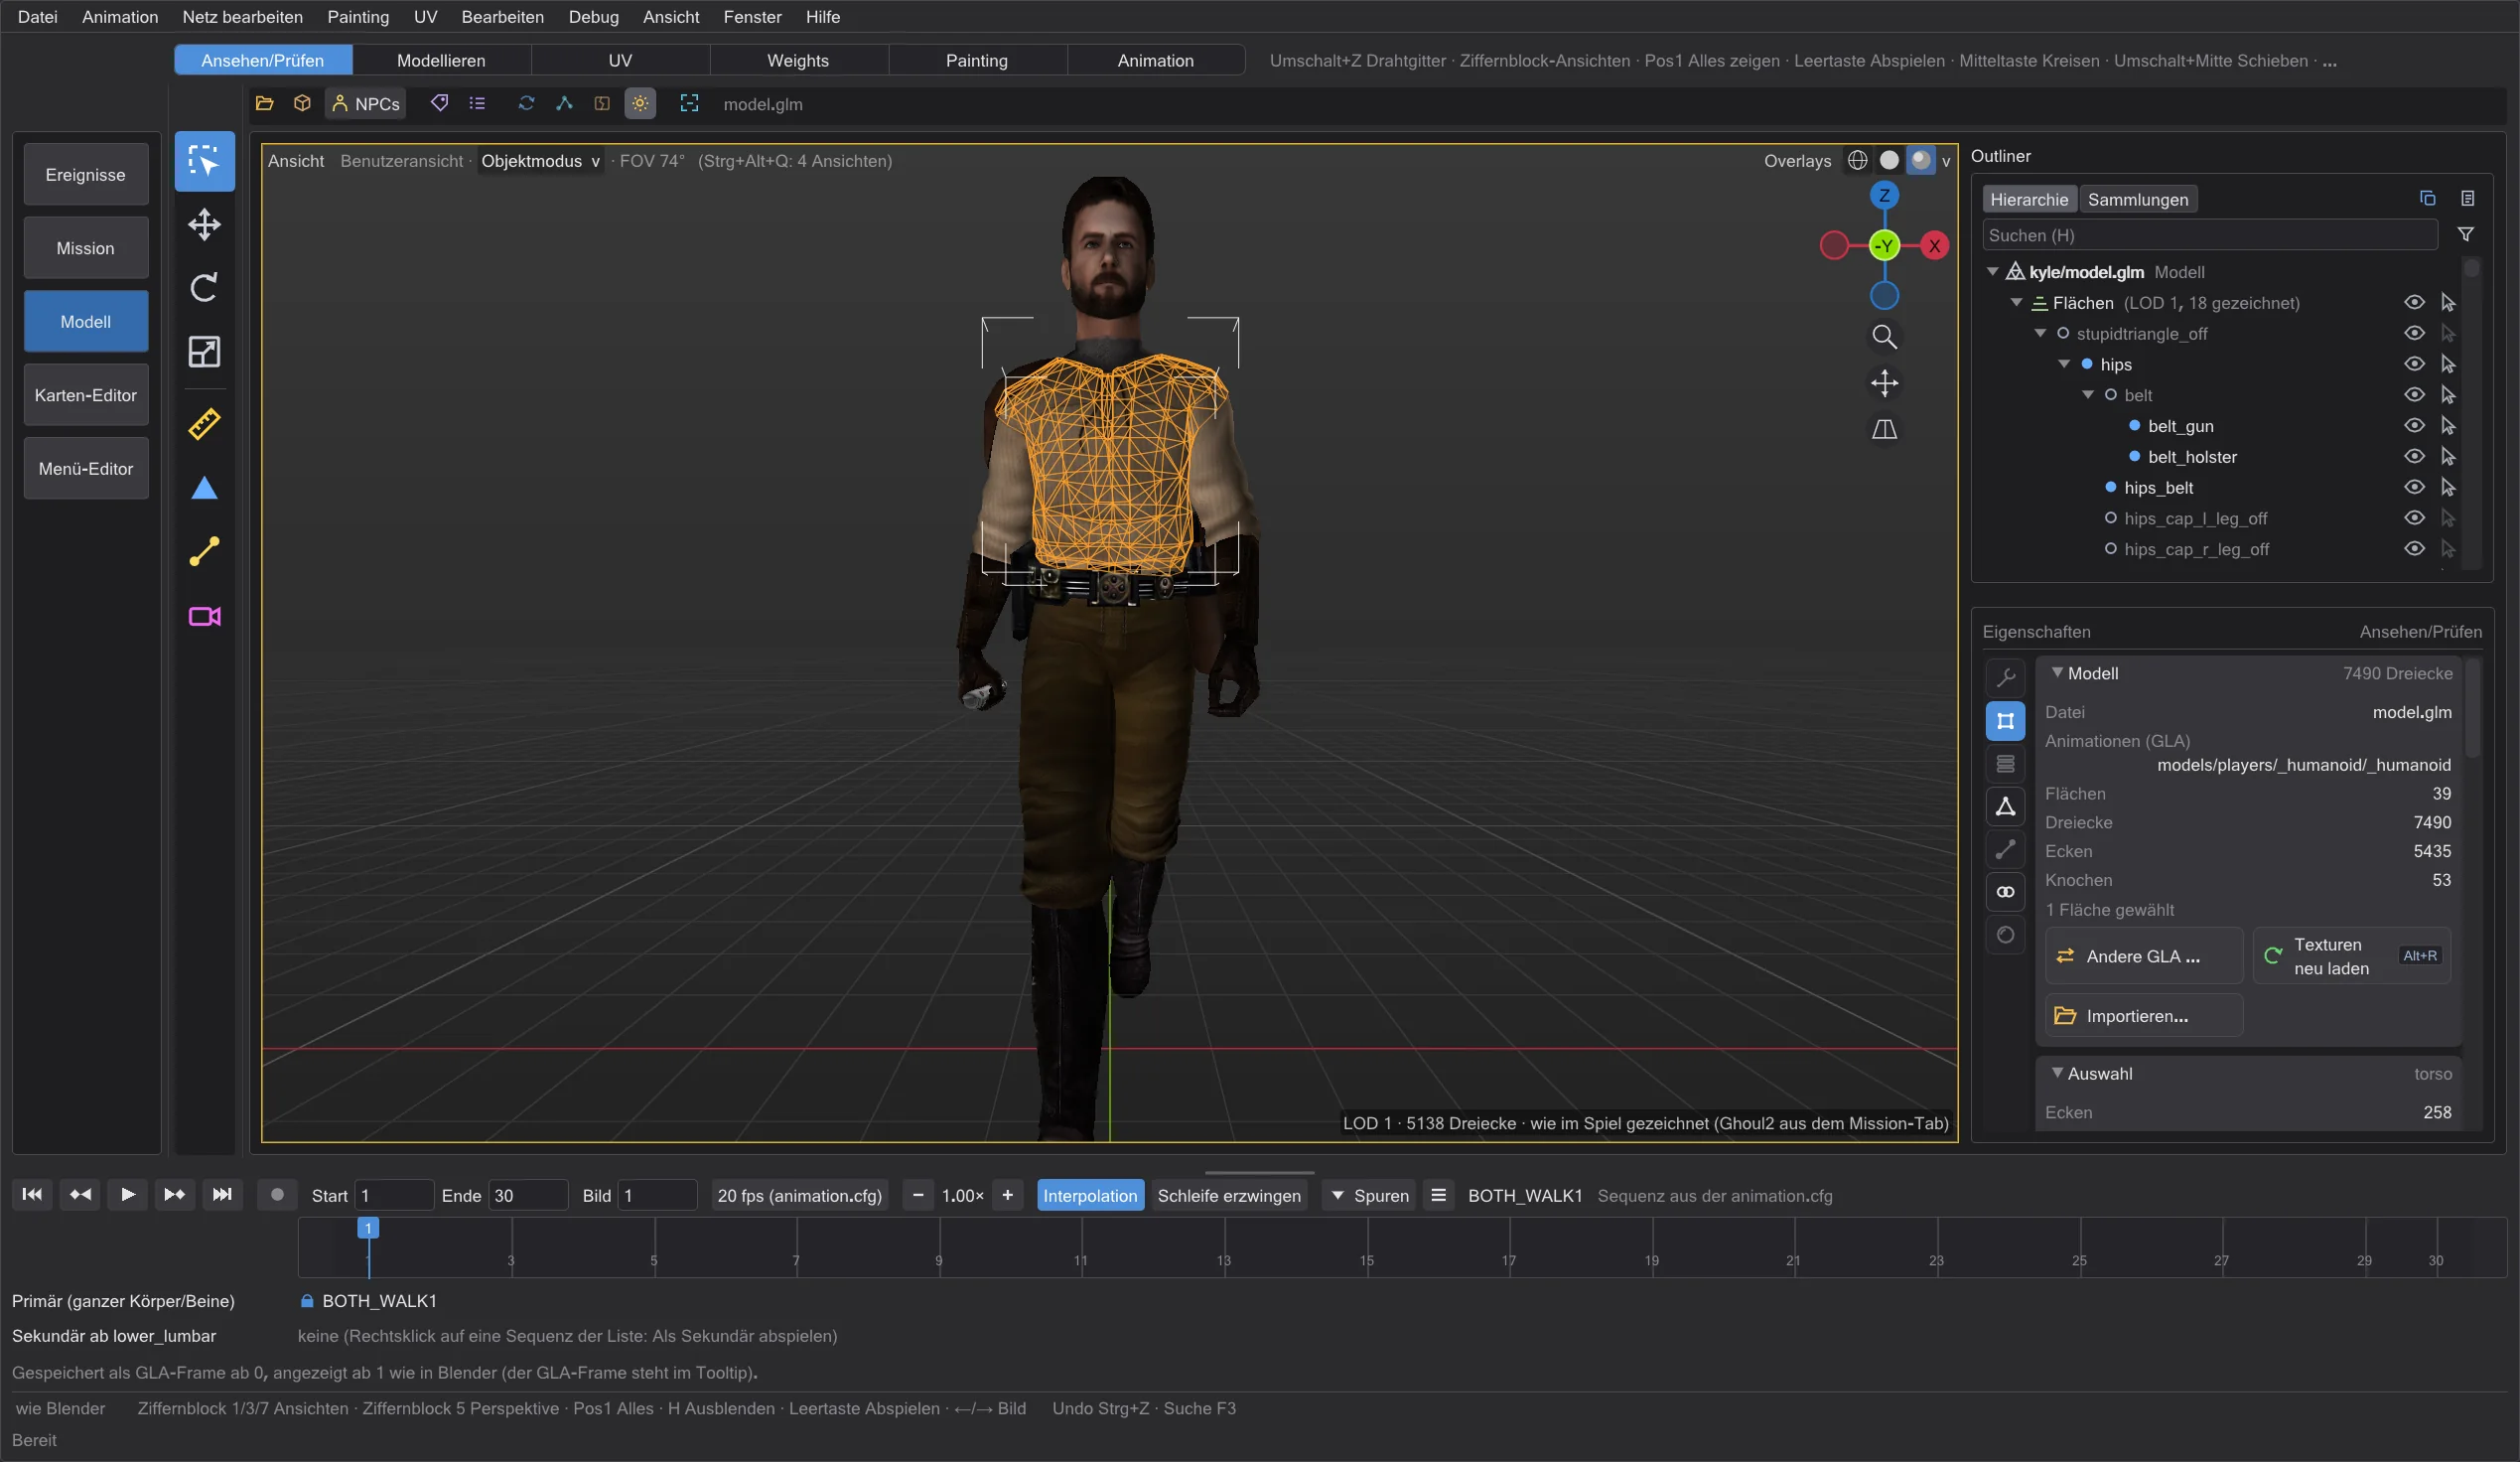 Datei Animation Netz bearbeiten Painting UV Bearbeiten Debug Ansicht Fenster Hilfe
Ansehen/Prüfen Modellieren UV Weights Painting Animation Umschalt+Z Drahtgitter · Ziffernblock-Ansichten · Pos1 Alles zeigen · Leertaste Abspielen · Mitteltaste Kreisen · Umschalt+Mitte Schieben · ...
NPCs model.glm
Ereignisse
Mission
Modell
Karten-Editor
Menü-Editor
Ansicht Benutzeransicht · Objektmodus v · FOV 74° (Strg+Alt+Q: 4 Ansichten) Overlays v
Z
-Y X
LOD 1 · 5138 Dreiecke · wie im Spiel gezeichnet (Ghoul2 aus dem Mission-Tab)
Outliner
Hierarchie Sammlungen
Suchen (H)
kyle/model.glm Modell
Flächen (LOD 1, 18 gezeichnet)
stupidtriangle_off
hips
belt
belt_gun
belt_holster
hips_belt
hips_cap_l_leg_off
hips_cap_r_leg_off
Eigenschaften Ansehen/Prüfen
Modell 7490 Dreiecke
Datei model.glm
Animationen (GLA)
models/players/_humanoid/_humanoid
Flächen 39
Dreiecke 7490
Ecken 5435
Knochen 53
1 Fläche gewählt
Andere GLA ...
Texturen neu laden Alt+R
Importieren...
Auswahl torso
Ecken 258
Start 1 Ende 30 Bild 1 20 fps (animation.cfg) − 1.00× + Interpolation Schleife erzwingen Spuren BOTH_WALK1 Sequenz aus der animation.cfg
1
1 3 5 7 9 11 13 15 17 19 21 23 25 27 29 30
Primär (ganzer Körper/Beine) BOTH_WALK1
Sekundär ab lower_lumbar keine (Rechtsklick auf eine Sequenz der Liste: Als Sekundär abspielen)
Gespeichert als GLA-Frame ab 0, angezeigt ab 1 wie in Blender (der GLA-Frame steht im Tooltip).
wie Blender Ziffernblock 1/3/7 Ansichten · Ziffernblock 5 Perspektive · Pos1 Alles · H Ausblenden · Leertaste Abspielen · ←/→ Bild Undo Strg+Z · Suche F3
Bereit